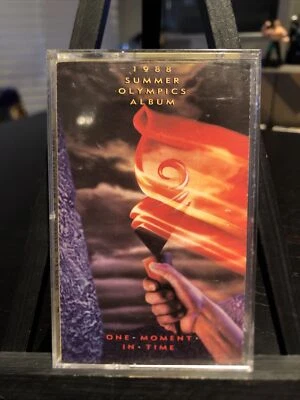 1988
SUMMER
OLYMPICS
ALBUM
ONE • MOMENT •
IN • TIME